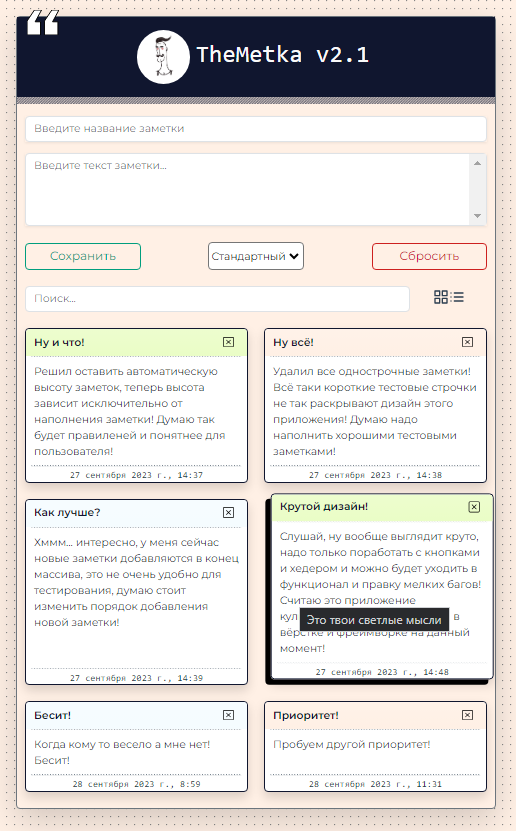 TheMetka v2.1
Введите название заметки
Введите текст заметки...
Сохранить
Стандартный
Сбросить
Поиск...
Ну и что!
Решил оставить автоматическую
высоту заметок, теперь высота
зависит исключительно от
наполнения заметки! Думаю так
будет правиленей и понятнее для
пользователя!
27 сентября 2023 г., 14:37
Ну всё!
Удалил все однострочные заметки!
Всё таки короткие тестовые строчки
не так раскрывают дизайн этого
приложения! Думаю надо
наполнить хорошими тестовыми
заметками!
27 сентября 2023 г., 14:38
Как лучше?
Хммм... интересно, у меня сейчас
новые заметки добавляются в конец
массива, это не очень удобно для
тестирования, думаю стоит
изменить порядок добавления
новой заметки!
27 сентября 2023 г., 14:39
Крутой дизайн!
Слушай, ну вообще выглядит круто,
надо только поработать с кнопками
и хедером и можно будет уходить в
функционал и правку мелких багов!
Считаю это приложение
кул
Это твои светлые мысли
в
вёрстке и фреймворке на данный
момент!
27 сентября 2023 г., 14:48
Бесит!
Когда кому то весело а мне нет!
Бесит!
28 сентября 2023 г., 8:59
Приоритет!
Пробуем другой приоритет!
28 сентября 2023 г., 11:31